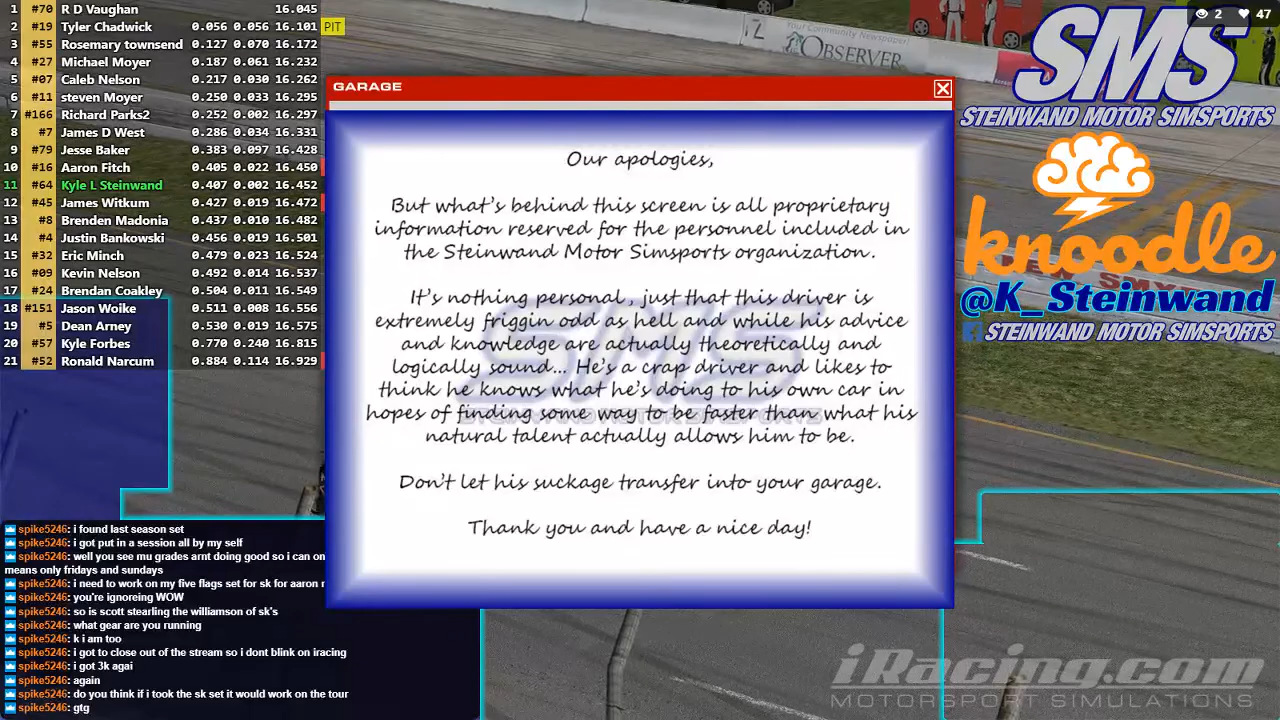 1 #70 R D Vaughan 16.045
2 #19 Tyler Chadwick 0.056 0.056 16.101 PIT
3 #55 Rosemary townsend 0.127 0.070 16.172
4 #27 Michael Moyer 0.187 0.061 16.232
5 #07 Caleb Nelson 0.217 0.030 16.262
6 #11 steven Moyer 0.250 0.033 16.295
7 #166 Richard Parks2 0.252 0.002 16.297
8 #7 James D West 0.286 0.034 16.331
9 #79 Jesse Baker 0.383 0.097 16.428
10 #16 Aaron Fitch 0.405 0.022 16.450
11 #64 Kyle L Steinwand 0.407 0.002 16.452
12 #45 James Witkum 0.427 0.019 16.472
13 #8 Brenden Madonia 0.437 0.010 16.482
14 #4 Justin Bankowski 0.456 0.019 16.501
15 #32 Eric Minch 0.479 0.023 16.524
16 #09 Kevin Nelson 0.492 0.014 16.537
17 #24 Brendan Coakley 0.504 0.011 16.549
18 #151 Jason Woike 0.511 0.008 16.556
19 #5 Dean Arney 0.530 0.019 16.575
20 #57 Kyle Forbes 0.770 0.240 16.815
21 #52 Ronald Narcum 0.884 0.114 16.929
Your Community Newspaper!
OBSERVER
2 47
SMS
STEINWAND MOTOR SIMSPORTS
knoodle
@K_Steinwand
STEINWAND MOTOR SIMSPORTS
GARAGE
Our apologies,
But what's behind this screen is all proprietary
information reserved for the personnel included in
the Steinwand Motor Simsports organization.
It's nothing personal, just that this driver is
extremely friggin odd as hell and while his advice
and knowledge are actually theoretically and
logically sound... He's a crap driver and likes to
think he knows what he's doing to his own car in
hopes of finding some way to be faster than what his
natural talent actually allows him to be.
Don't let his suckage transfer into your garage.
Thank you and have a nice day!
SMS
STEINWAND MOTOR SIMSPORTS
spike5246: i found last season set
spike5246: i got put in a session all by my self
spike5246: well you see mu grades arnt doing good so i can on
means only fridays and sundays
spike5246: i need to work on my five flags set for sk for aaron
spike5246: you're ignoreing WOW
spike5246: so is scott stearling the williamson of sk's
spike5246: what gear are you running
spike5246: k i am too
spike5246: i got to close out of the stream so i dont blink on iracing
spike5246: i got 3k agai
spike5246: again
spike5246: do you think if i took the sk set it would work on the tour
spike5246: gtg
iRacing.com
MOTORSPORT SIMULATIONS